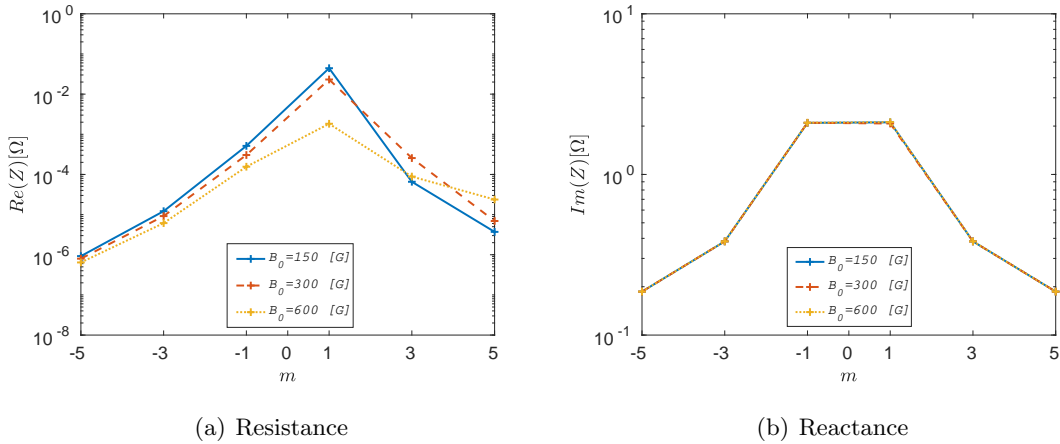 10^0
10^-2
10^-4
10^-6
10^-8
Re(Z)[Ω]
B_0=150 [G]
B_0=300 [G]
B_0=600 [G]
-5 -3 -1 0 1 3 5
m
(a) Resistance
10^1
10^0
10^-1
Im(Z)[Ω]
B_0=150 [G]
B_0=300 [G]
B_0=600 [G]
-5 -3 -1 0 1 3 5
m
(b) Reactance